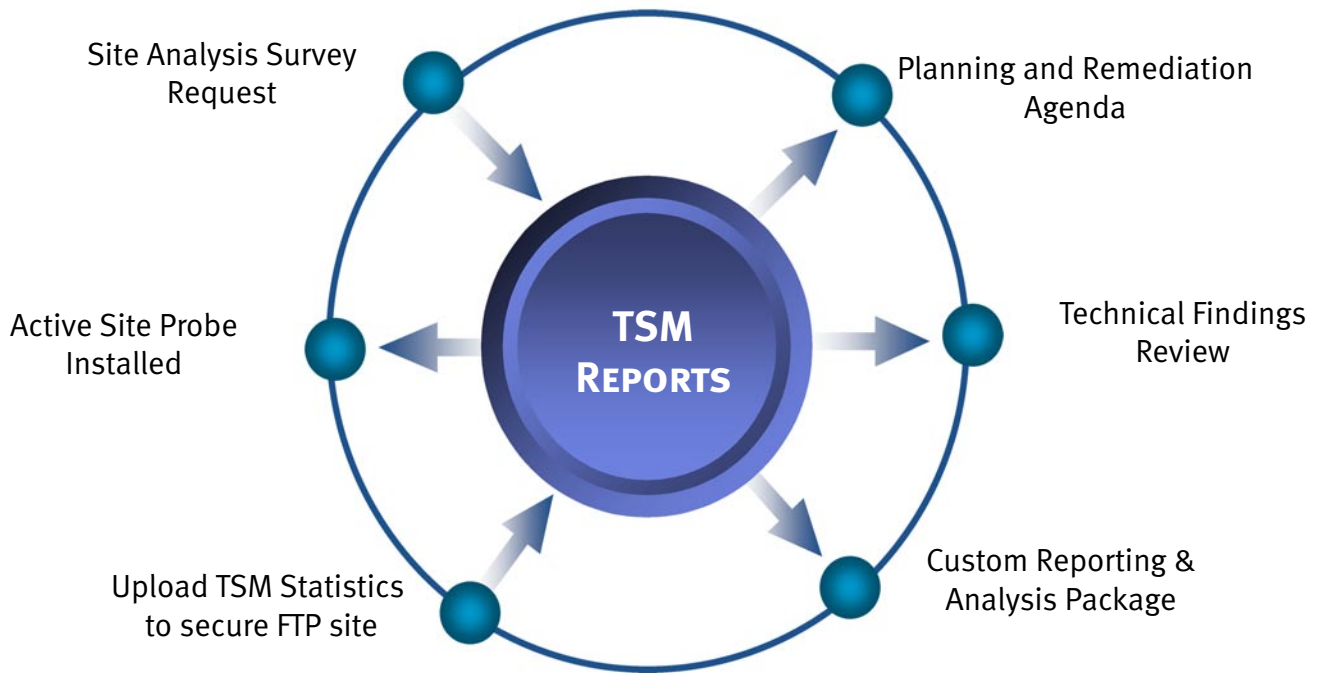 Site Analysis Survey
Request
Planning and Remediation
Agenda
Active Site Probe
Installed
TSM
REPORTS
Technical Findings
Review
Upload TSM Statistics
to secure FTP site
Custom Reporting &
Analysis Package